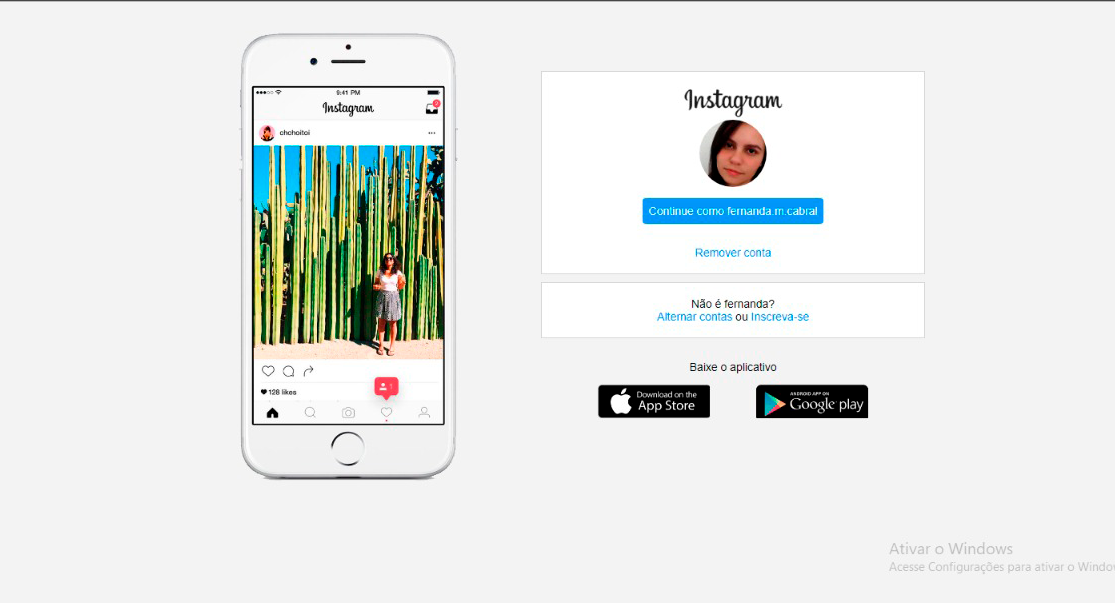 9:41 PM
Instagram
2
chchoitoi
128 likes
1
Instagram
Continue como fernanda.m.cabral
Remover conta
Não é fernanda?
Alternar contas ou Inscreva-se
Baixe o aplicativo
Download on the
App Store
ANDROID APP ON
Google play
Ativar o Windows
Acesse Configurações para ativar o Windo